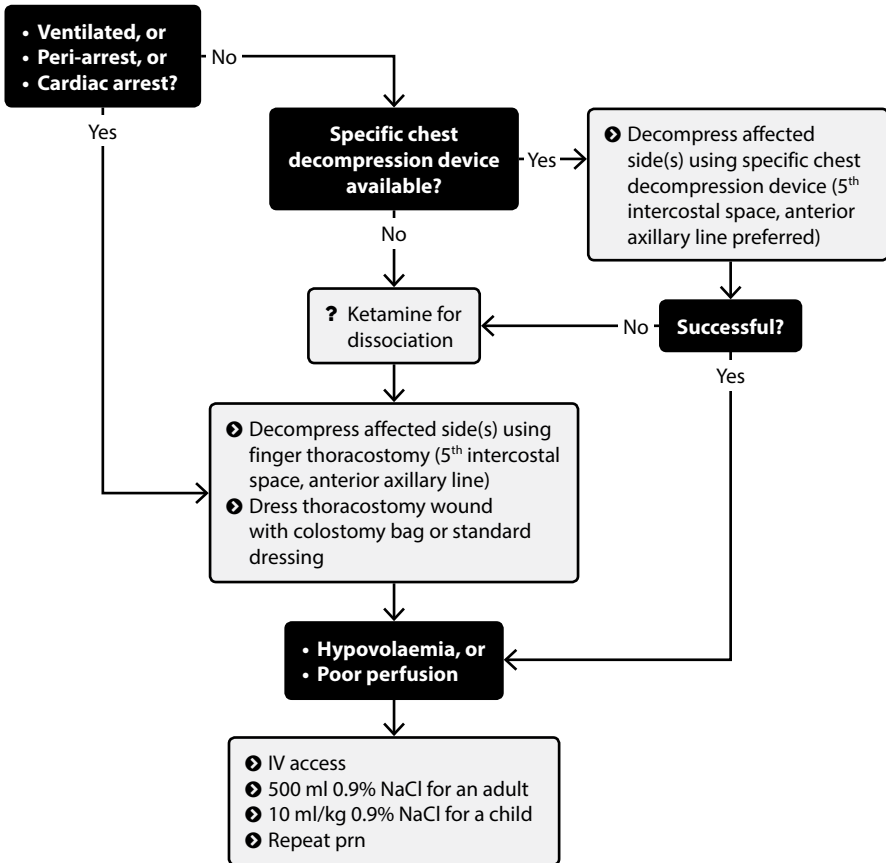 • Ventilated, or
• Peri-arrest, or
• Cardiac arrest?
No
Yes
Specific chest
decompression device
available?
Yes
Decompress affected
side(s) using specific chest
decompression device (5th
intercostal space, anterior
axillary line preferred)
No
? Ketamine for
dissociation
No
Successful?
Yes
Decompress affected side(s) using
finger thoracostomy (5th intercostal
space, anterior axillary line)
Dress thoracostomy wound
with colostomy bag or standard
dressing
• Hypovolaemia, or
• Poor perfusion
IV access
500 ml 0.9% NaCl for an adult
10 ml/kg 0.9% NaCl for a child
Repeat prn